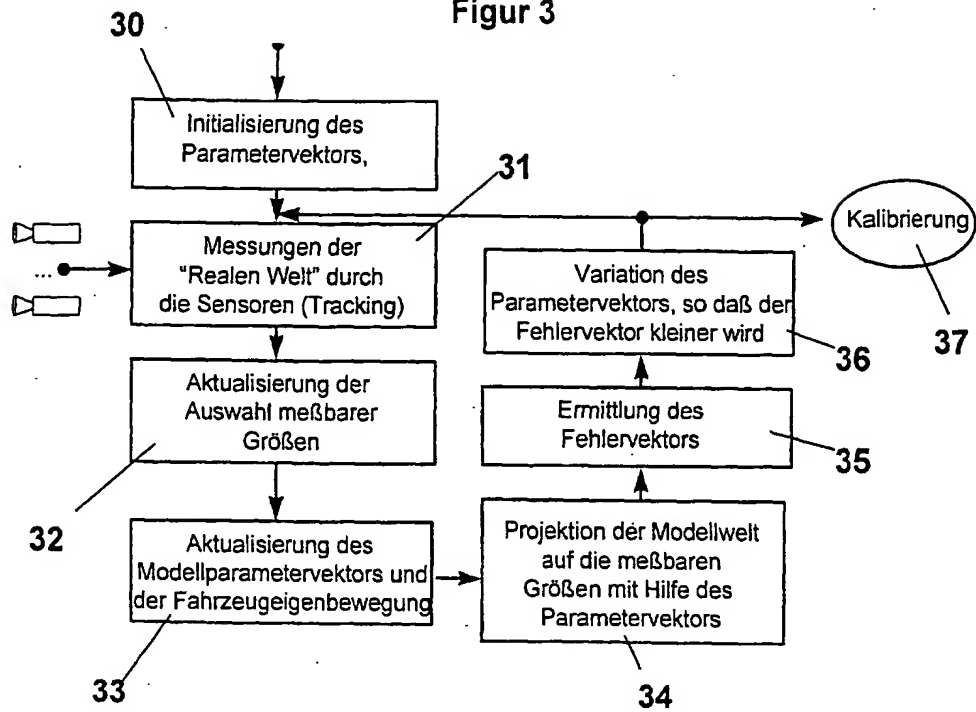 Figur 3
30
Initialisierung des
Parametervektors,
31
Messungen der
"Realen Welt" durch
die Sensoren (Tracking)
...
Aktualisierung der
Auswahl meßbarer
Größen
32
Aktualisierung des
Modellparametervektors und
der Fahrzeugeigenbewegung
33
Projektion der Modellwelt
auf die meßbaren
Größen mit Hilfe des
Parametervektors
34
Ermittlung des
Fehlervektors
35
Variation des
Parametervektors, so daß der
Fehlervektor kleiner wird
36
Kalibrierung
37